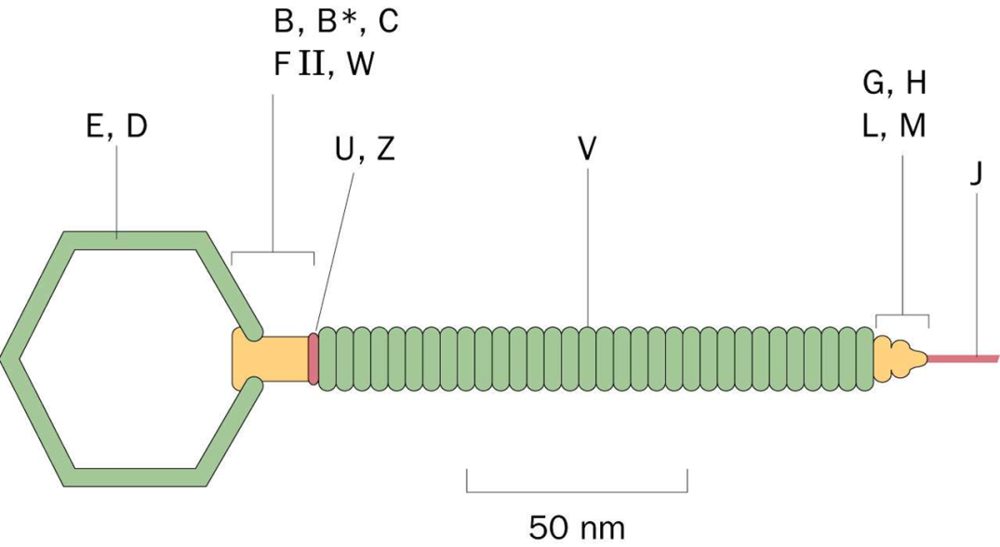 B, B*, C
F II, W
G, H
L, M
E, D
U, Z
V
J
50 nm